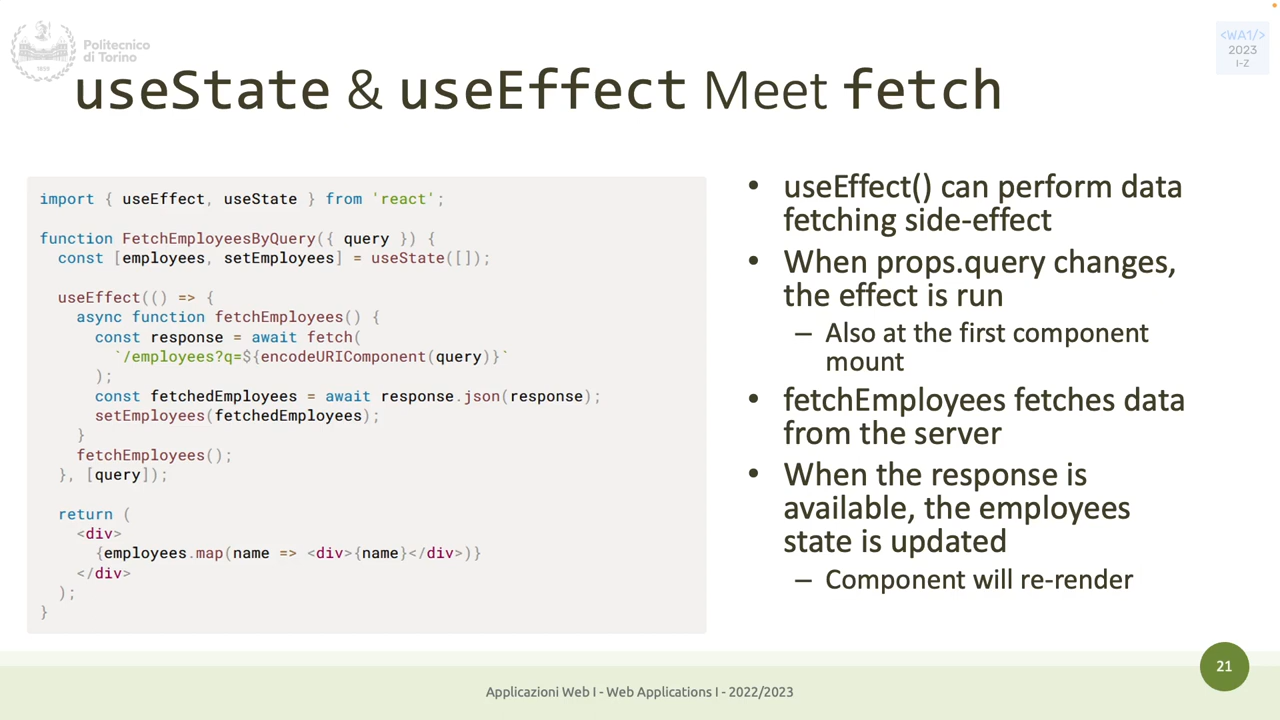 Politecnico
di Torino
1859
<WA1/>
2023
I-Z
useState & useEffect Meet fetch
import { useEffect, useState } from 'react';
function FetchEmployeesByQuery({ query }) {
const [employees, setEmployees] = useState([]);
useEffect(() => {
async function fetchEmployees() {
const response = await fetch(
`/employees?q=${encodeURIComponent(query)}`
);
const fetchedEmployees = await response.json(response);
setEmployees(fetchedEmployees);
}
fetchEmployees();
}, [query]);
return (
<div>
{employees.map(name => <div>{name}</div>)}
</div>
);
}
• useEffect() can perform data
fetching side-effect
• When props.query changes,
the effect is run
– Also at the first component
mount
• fetchEmployees fetches data
from the server
• When the response is
available, the employees
state is updated
– Component will re-render
21
Applicazioni Web I - Web Applications I - 2022/2023